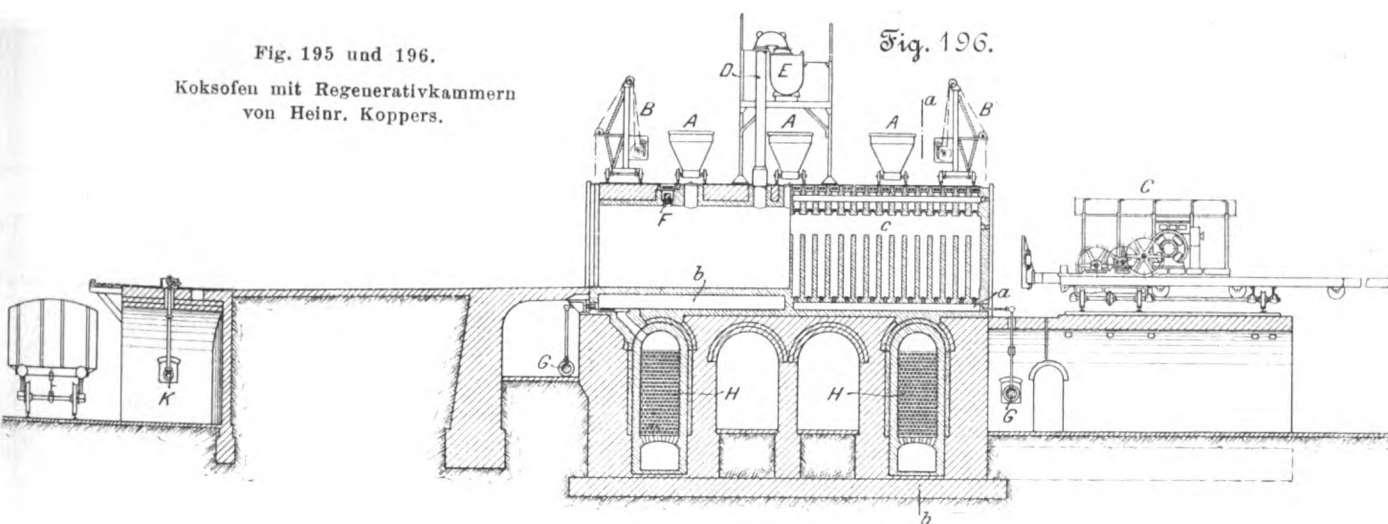 Fig. 195 und 196.
Koksofen mit Regenerativkammern
von Heinr. Koppers.
Fig. 196.
D
E
a
B
A
A
A
B
F
c
C
b
a
G
K
H
H
G
b